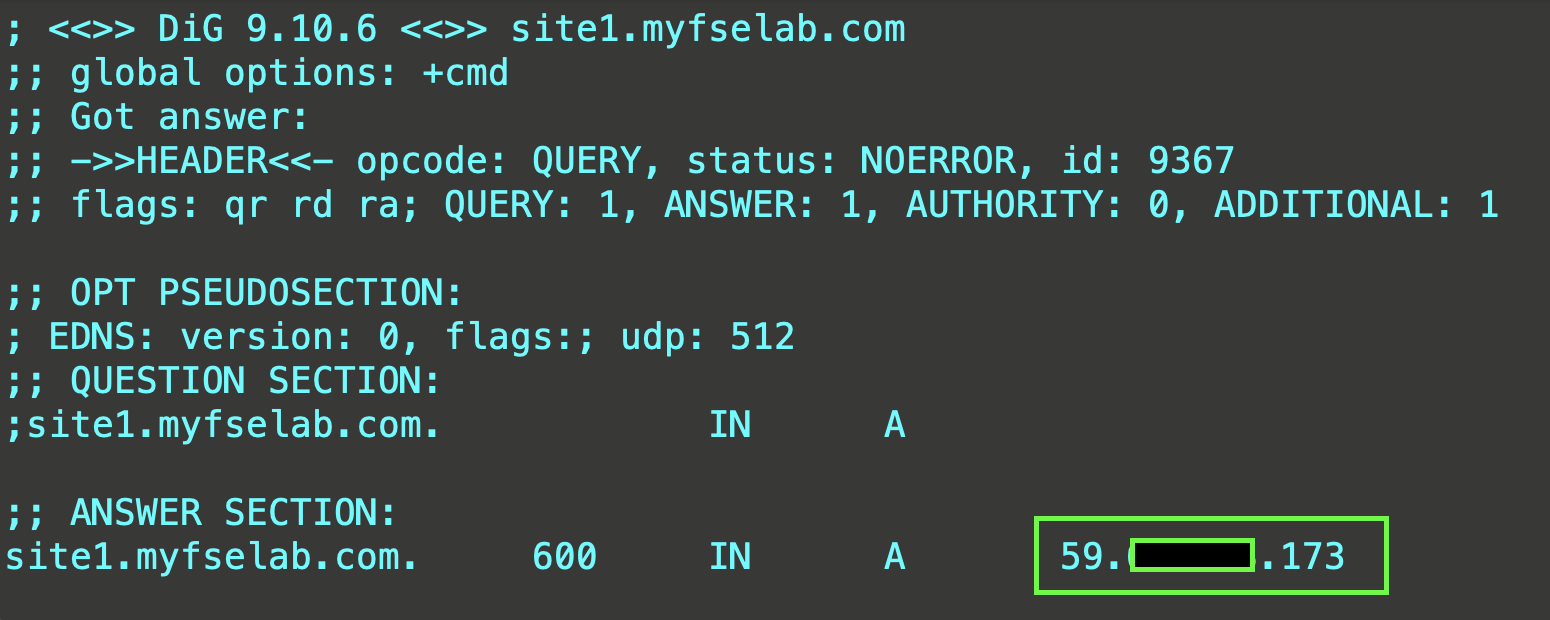 ; <<>> DiG 9.10.6 <<>> site1.myfselab.com
;; global options: +cmd
;; Got answer:
;; ->>HEADER<<- opcode: QUERY, status: NOERROR, id: 9367
;; flags: qr rd ra; QUERY: 1, ANSWER: 1, AUTHORITY: 0, ADDITIONAL: 1
;; OPT PSEUDOSECTION:
; EDNS: version: 0, flags:; udp: 512
;; QUESTION SECTION:
;site1.myfselab.com. IN A
;; ANSWER SECTION:
site1.myfselab.com. 600 IN A 59. .173